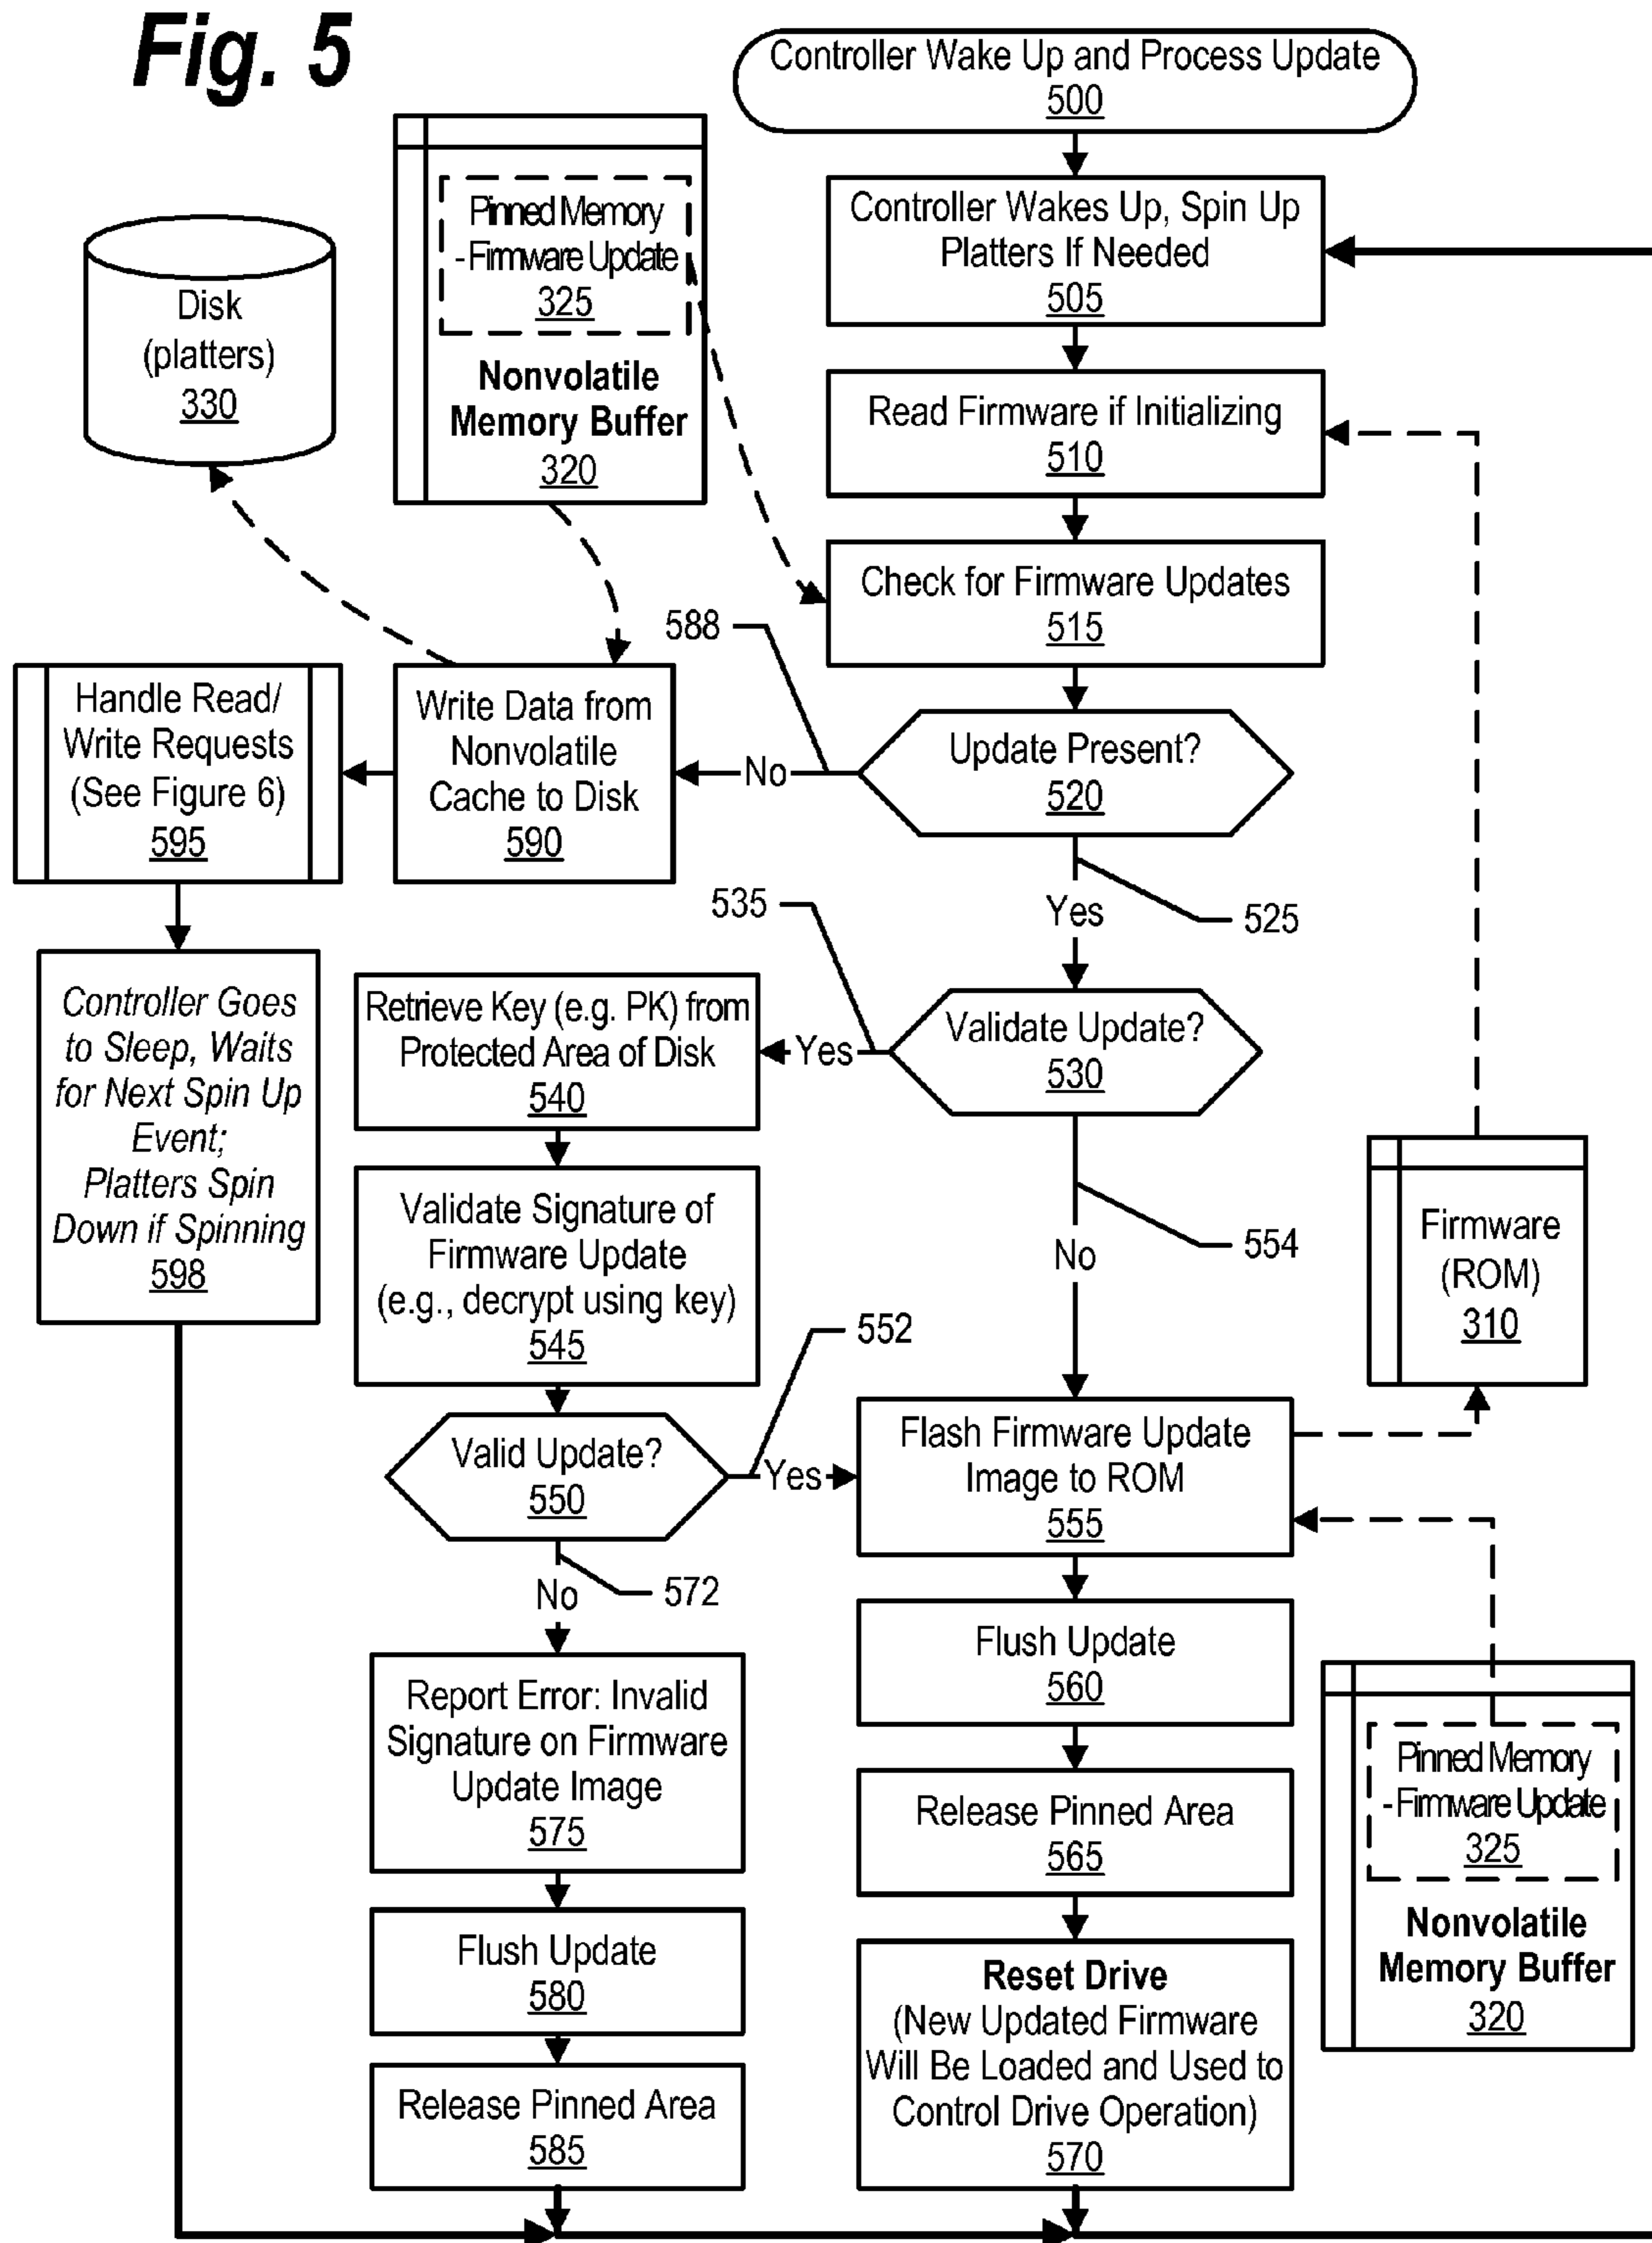 Fig. 5
Controller Wake Up and Process Update
500
Pinned Memory
-Firmware Update
325
Nonvolatile
Memory Buffer
320
Disk
(platters)
330
Controller Wakes Up, Spin Up
Platters If Needed
505
Read Firmware if Initializing
510
Check for Firmware Updates
515
588
Handle Read/
Write Requests
(See Figure 6)
595
Write Data from
Nonvolatile
Cache to Disk
590
No
Update Present?
520
535
Yes
525
Controller Goes
to Sleep, Waits
for Next Spin Up
Event;
Platters Spin
Down if Spinning
598
Retrieve Key (e.g. PK) from
Protected Area of Disk
540
Yes
Validate Update?
530
Validate Signature of
Firmware Update
(e.g., decrypt using key)
545
No
554
Firmware
(ROM)
310
552
Valid Update?
550
Yes
Flash Firmware Update
Image to ROM
555
No
572
Flush Update
560
Report Error: Invalid
Signature on Firmware
Update Image
575
Release Pinned Area
565
Pinned Memory
-Firmware Update
325
Nonvolatile
Memory Buffer
320
Flush Update
580
Reset Drive
(New Updated Firmware
Will Be Loaded and Used to
Control Drive Operation)
570
Release Pinned Area
585